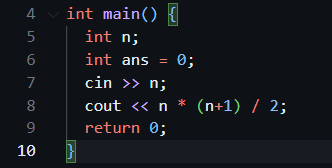 4 int main() {
5   int n;
6   int ans = 0;
7   cin >> n;
8   cout << n * (n+1) / 2;
9   return 0;
10 }